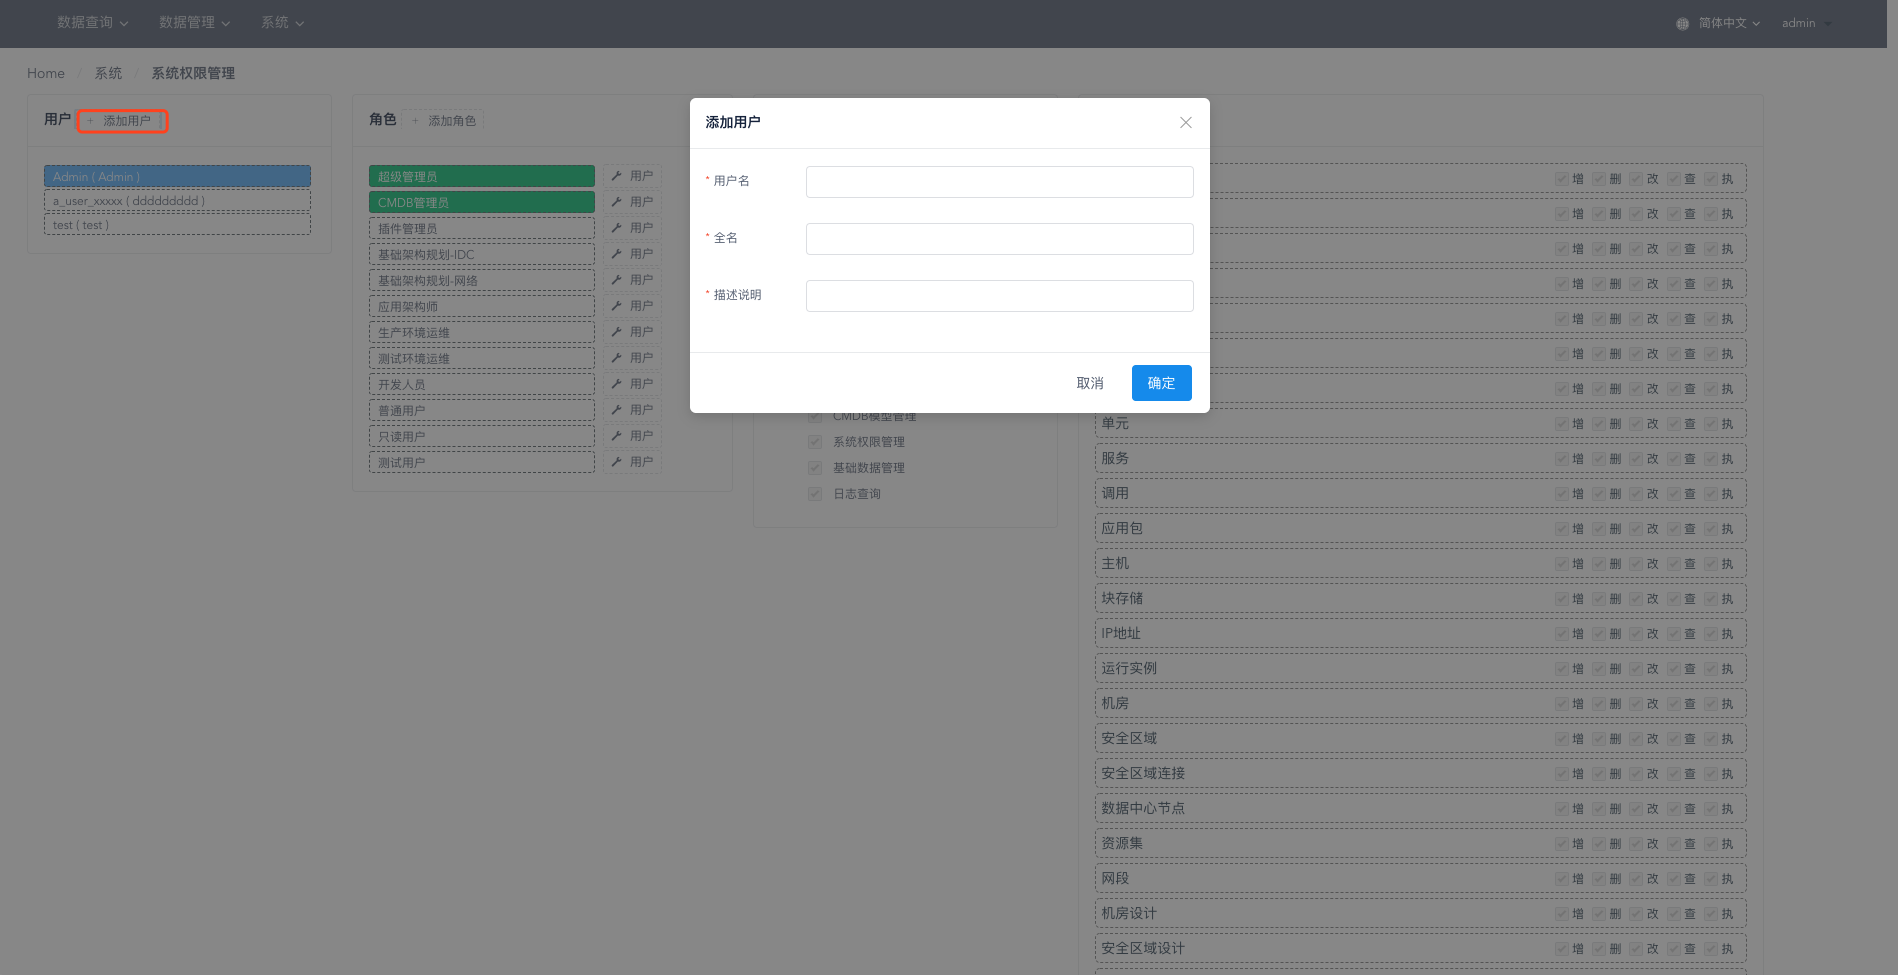 数据查询 数据管理 系统 简体中文 admin
Home / 系统 / 系统权限管理
用户 + 添加用户
Admin ( Admin )
a_user_xxxxx ( ddddddddd )
test ( test )
角色 + 添加角色
超级管理员 用户
CMDB管理员 用户
插件管理员 用户
基础架构规划-IDC 用户
基础架构规划-网络 用户
应用架构师 用户
生产环境运维 用户
测试环境运维 用户
开发人员 用户
普通用户 用户
只读用户 用户
测试用户 用户
添加用户
* 用户名
* 全名
* 描述说明
取消 确定
CMDB模型管理
系统权限管理
基础数据管理
日志查询
增 删 改 查 执
增 删 改 查 执
增 删 改 查 执
增 删 改 查 执
增 删 改 查 执
增 删 改 查 执
增 删 改 查 执
单元 增 删 改 查 执
服务 增 删 改 查 执
调用 增 删 改 查 执
应用包 增 删 改 查 执
主机 增 删 改 查 执
块存储 增 删 改 查 执
IP地址 增 删 改 查 执
运行实例 增 删 改 查 执
机房 增 删 改 查 执
安全区域 增 删 改 查 执
安全区域连接 增 删 改 查 执
数据中心节点 增 删 改 查 执
资源集 增 删 改 查 执
网段 增 删 改 查 执
机房设计 增 删 改 查 执
安全区域设计 增 删 改 查 执